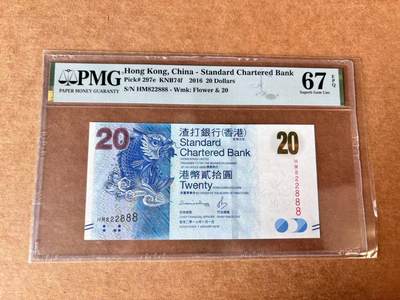 PMG
PAPER MONEY GUARANTY
Hong Kong, China - Standard Chartered Bank
Pick# 297e KNB74f 2016 20 Dollars
S/N HM822888 - Wmk: Flower & 20
67 EPQ
Superb Gem Unc
20
渣打銀行(香港)
Standard
Chartered Bank
港幣貳拾圓
Twenty
20
HM822888
HM822888